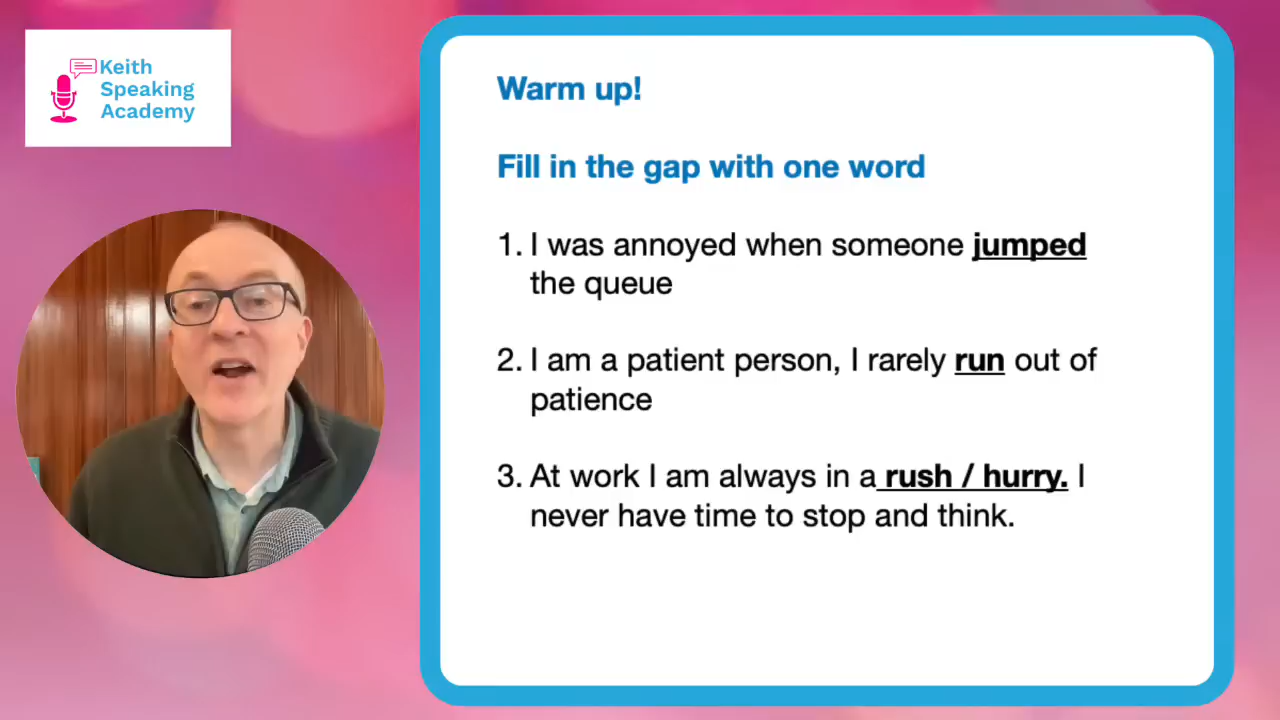 Keith
Speaking
Academy
Warm up!
Fill in the gap with one word
1. I was annoyed when someone jumped
the queue
2. I am a patient person, I rarely run out of
patience
3. At work I am always in a rush / hurry. I
never have time to stop and think.